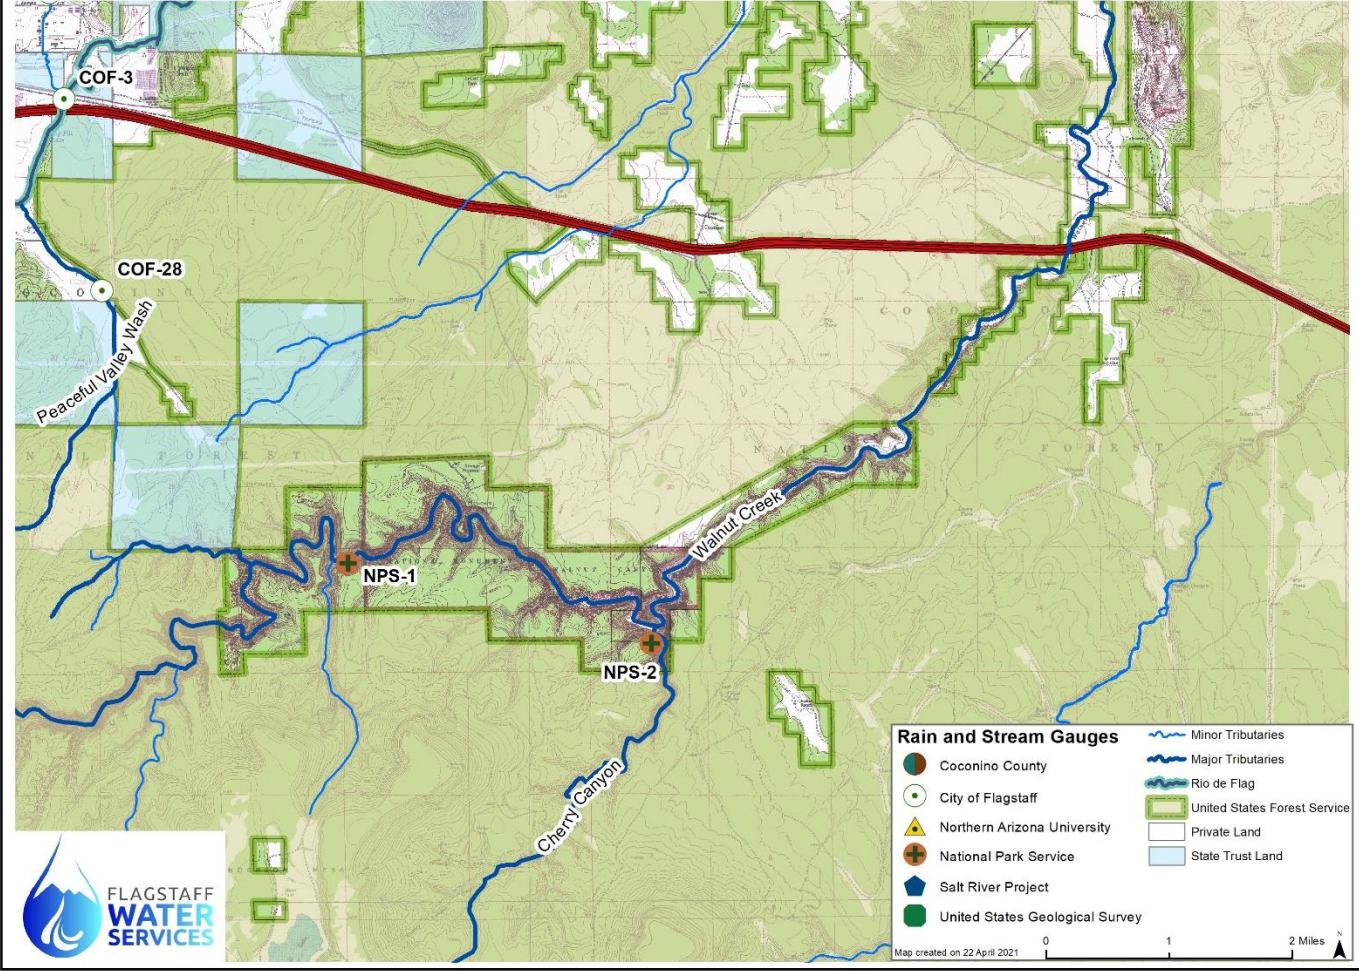 COF-3
COF-28
Peaceful Valley Wash
COCONINO
NATIONAL FOREST
Walnut Creek
NPS-1
NPS-2
Cherry Canyon
Rain and Stream Gauges
Coconino County
City of Flagstaff
Northern Arizona University
National Park Service
Salt River Project
United States Geological Survey
Minor Tributaries
Major Tributaries
Rio de Flag
United States Forest Service
Private Land
State Trust Land
Map created on 22 April 2021
0 1 2 Miles
N
FLAGSTAFF
WATER
SERVICES